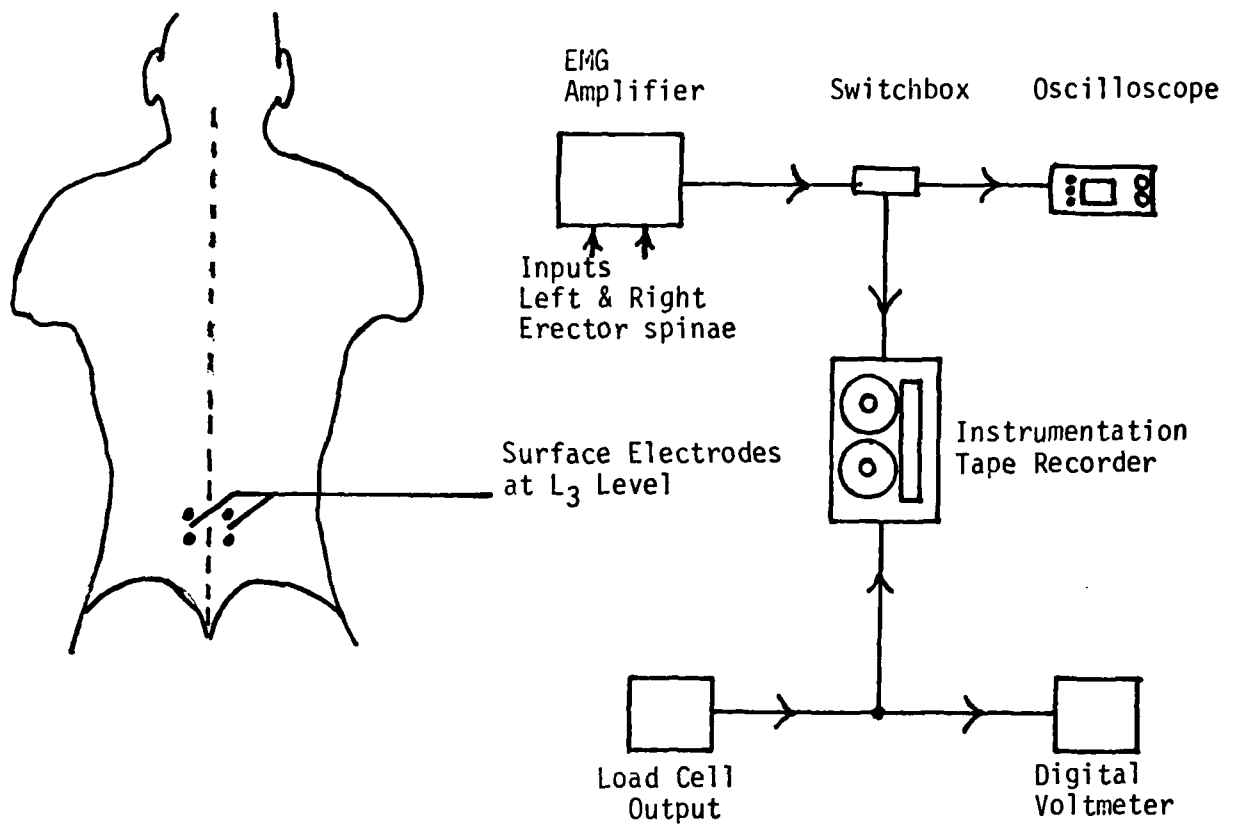 EMG
Amplifier
Switchbox
Oscilloscope
Inputs
Left & Right
Erector spinae
Surface Electrodes
at L3 Level
Instrumentation
Tape Recorder
Load Cell
Output
Digital
Voltmeter